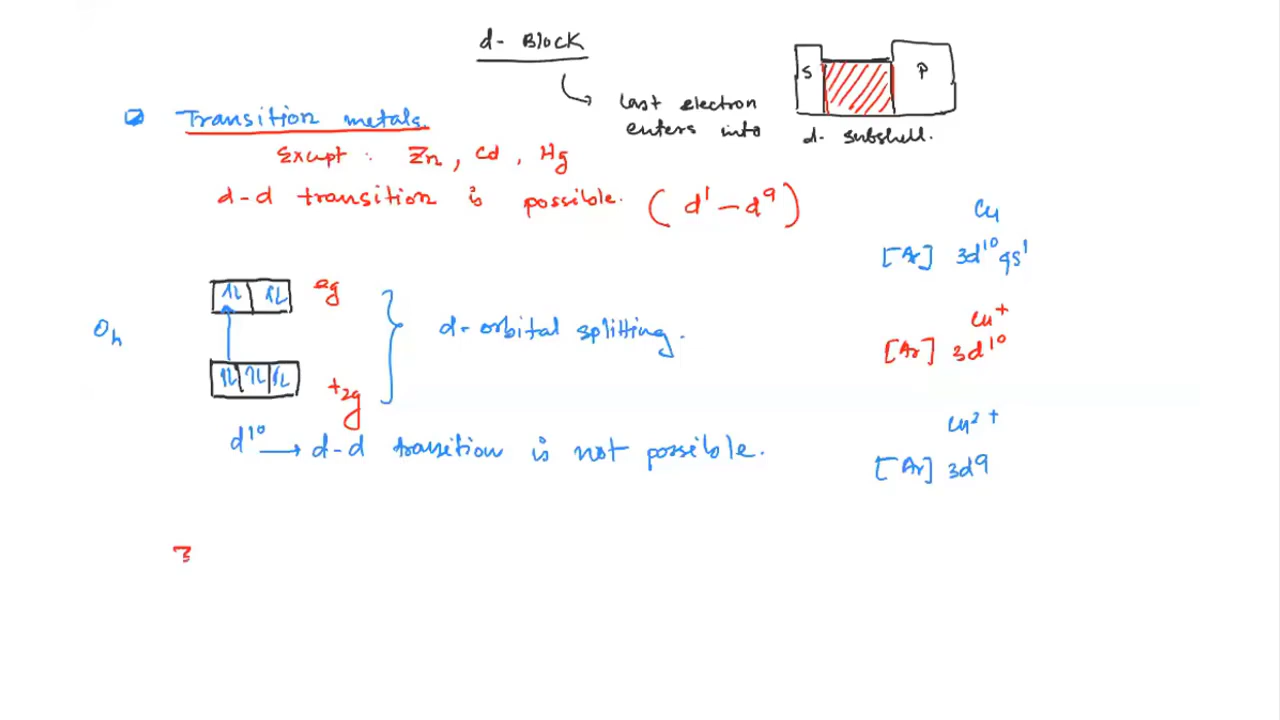 d- Block
S P
last electron
enters into d- subshell.
Transition metals.
Except : Zn, Cd, Hg
d-d transition is possible. (d¹ - d⁹)
Cu
[Ar] 3d¹⁰ 4s¹
eg
Oh
d-orbital splitting.
t₂g
Cu⁺
[Ar] 3d¹⁰
d¹⁰ → d-d transition is not possible.
Cu²⁺
[Ar] 3d⁹
3